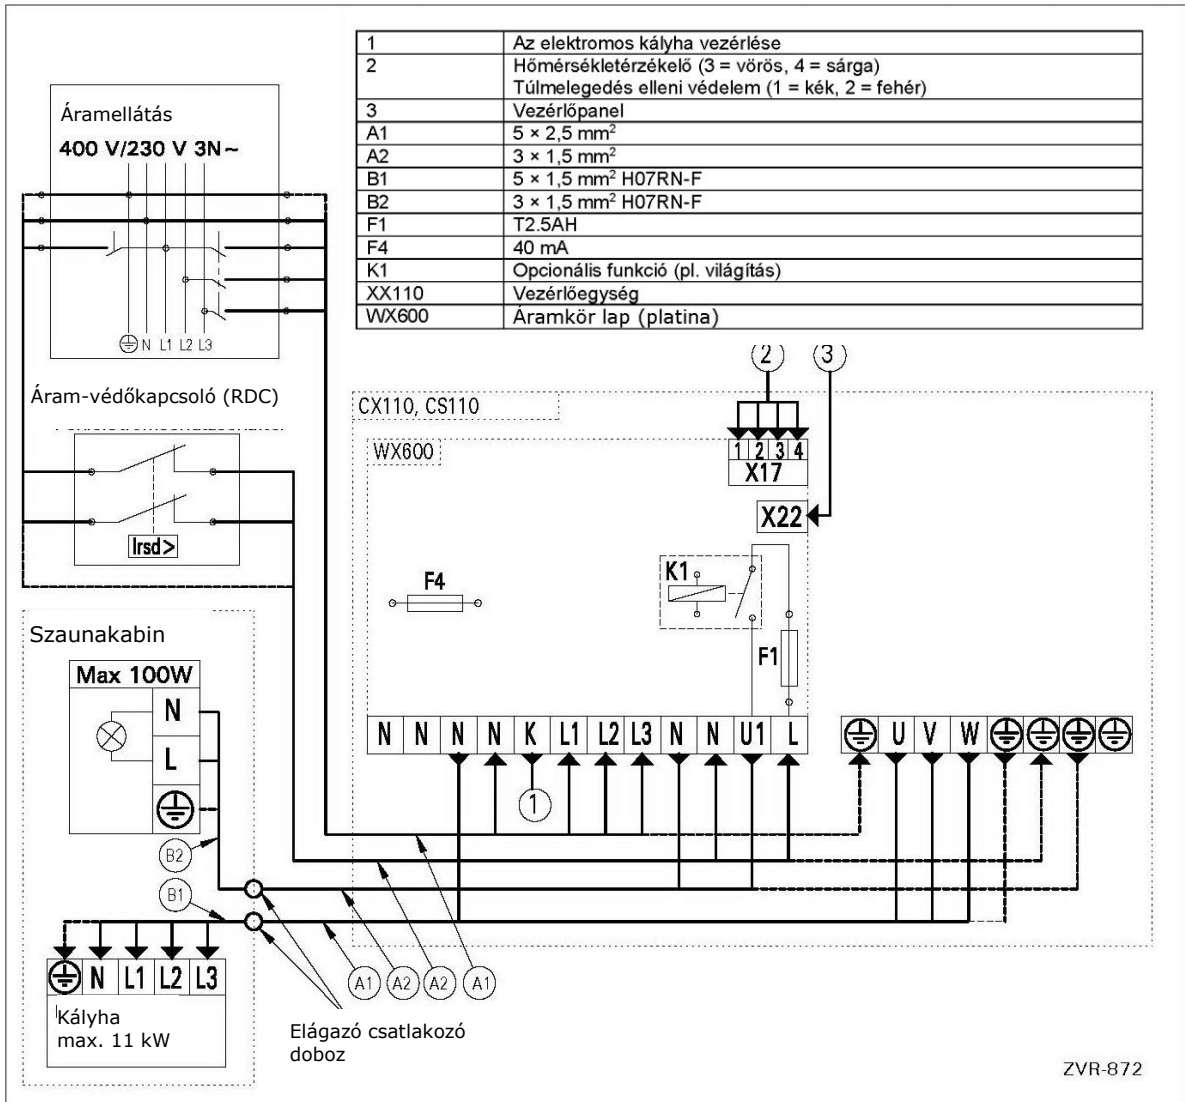 1 Az elektromos kályha vezérlése
2 Hőmérsékletérzékelő (3 = vörös, 4 = sárga)
Túlmelegedés elleni védelem (1 = kék, 2 = fehér)
3 Vezérlőpanel
A1 5 × 2,5 mm²
A2 3 × 1,5 mm²
B1 5 × 1,5 mm² H07RN-F
B2 3 × 1,5 mm² H07RN-F
F1 T2.5AH
F4 40 mA
K1 Opcionális funkció (pl. világítás)
XX110 Vezérlőegység
WX600 Áramkör lap (platina)
Áramellátás
400 V/230 V 3N~
N L1 L2 L3
Áram-védőkapcsoló (RDC)
Irsd>
2 3
CX110, CS110
WX600
1 2 3 4
X17
X22
K1
F4
F1
N N N N K L1 L2 L3 N N U1 L
U V W
1
Szaunakabin
Max 100W
N
L
B2
B1
N L1 L2 L3
Kályha
max. 11 kW
A1 A2 A2 A1
Elágazó csatlakozó
doboz
ZVR-872